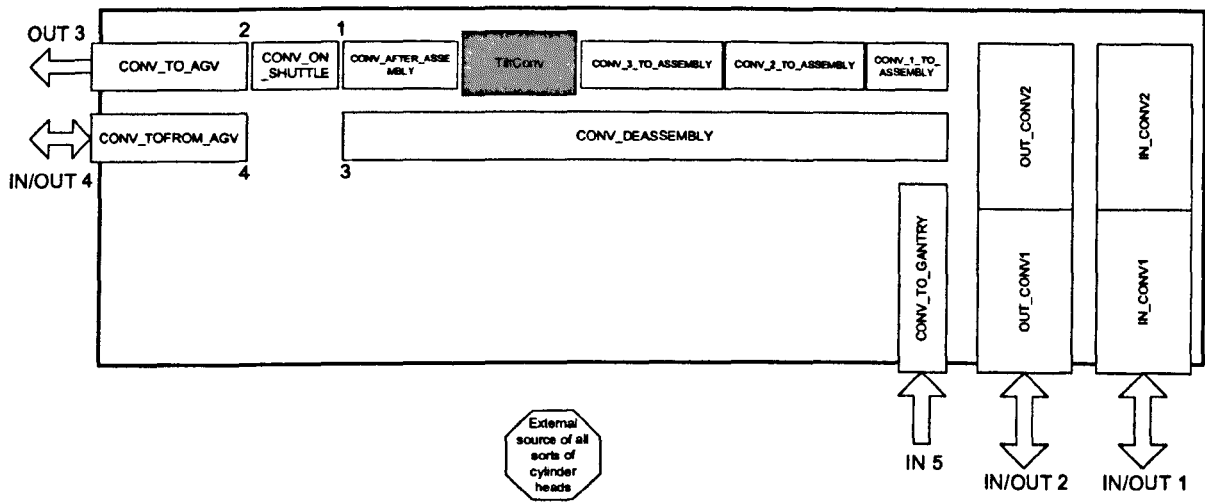 OUT 3
2
1
CONV_TO_AGV
CONV_ON
_SHUTTLE
CONV_AFTER_ASSE
MBLY
TiltConv
CONV_3_TO_ASSEMBLY
CONV_2_TO_ASSEMBLY
CONV_1_TO_
ASSEMBLY
OUT_CONV2
IN_CONV2
CONV_TOFROM_AGV
CONV_DEASSEMBLY
IN/OUT 4
4
3
CONV_TO_GANTRY
OUT_CONV1
IN_CONV1
External
source of all
sorts of
cylinder
heads
IN 5
IN/OUT 2
IN/OUT 1